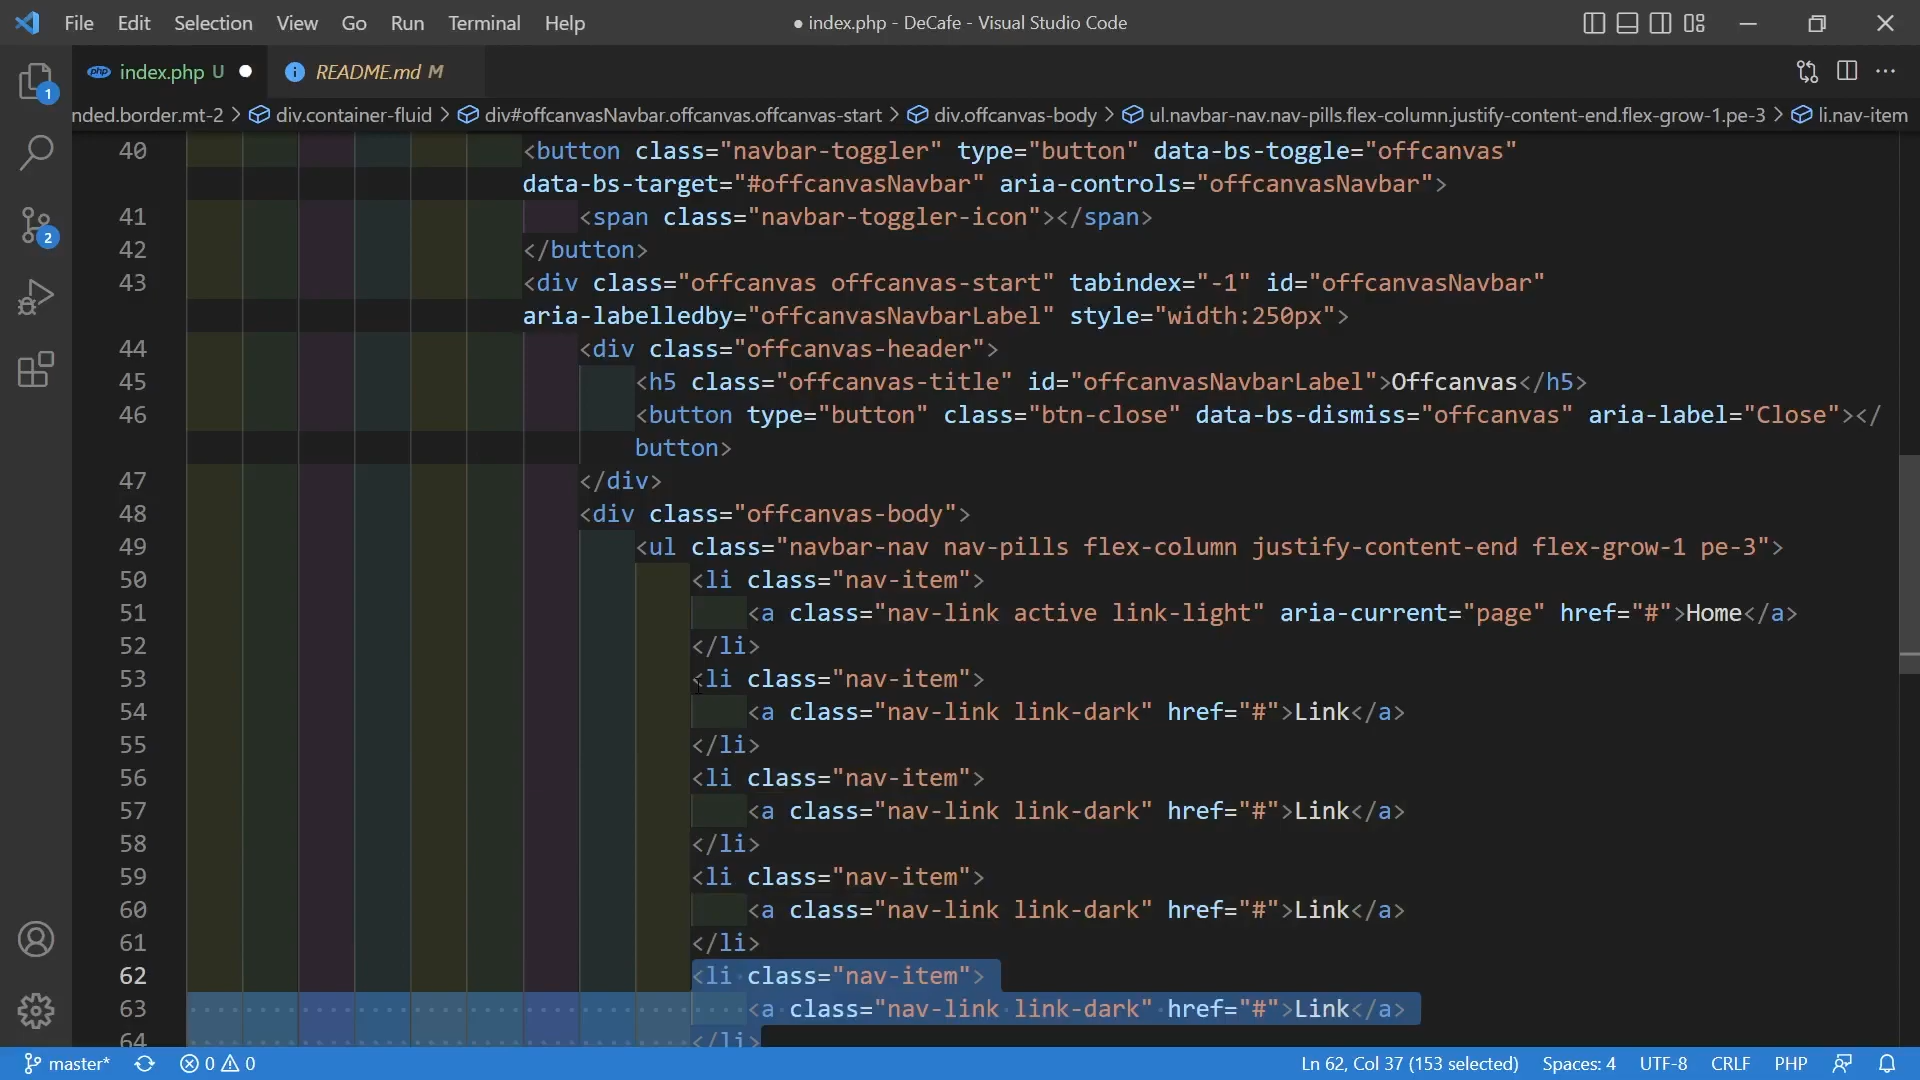 File Edit Selection View Go Run Terminal Help ● index.php - DeCafe - Visual Studio Code
php index.php U ● README.md M
nded.border.mt-2 > div.container-fluid > div#offcanvasNavbar.offcanvas.offcanvas-start > div.offcanvas-body > ul.navbar-nav.nav-pills.flex-column.justify-content-end.flex-grow-1.pe-3 > li.nav-item
40 <button class="navbar-toggler" type="button" data-bs-toggle="offcanvas"
data-bs-target="#offcanvasNavbar" aria-controls="offcanvasNavbar">
41 <span class="navbar-toggler-icon"></span>
42 </button>
43 <div class="offcanvas offcanvas-start" tabindex="-1" id="offcanvasNavbar"
aria-labelledby="offcanvasNavbarLabel" style="width:250px">
44 <div class="offcanvas-header">
45 <h5 class="offcanvas-title" id="offcanvasNavbarLabel">Offcanvas</h5>
46 <button type="button" class="btn-close" data-bs-dismiss="offcanvas" aria-label="Close"></
button>
47 </div>
48 <div class="offcanvas-body">
49 <ul class="navbar-nav nav-pills flex-column justify-content-end flex-grow-1 pe-3">
50 <li class="nav-item">
51 <a class="nav-link active link-light" aria-current="page" href="#">Home</a>
52 </li>
53 <li class="nav-item">
54 <a class="nav-link link-dark" href="#">Link</a>
55 </li>
56 <li class="nav-item">
57 <a class="nav-link link-dark" href="#">Link</a>
58 </li>
59 <li class="nav-item">
60 <a class="nav-link link-dark" href="#">Link</a>
61 </li>
62 <li class="nav-item">
63 <a class="nav-link link-dark" href="#">Link</a>
64 </li>
1
2
master* 0 0 Ln 62, Col 37 (153 selected) Spaces: 4 UTF-8 CRLF PHP